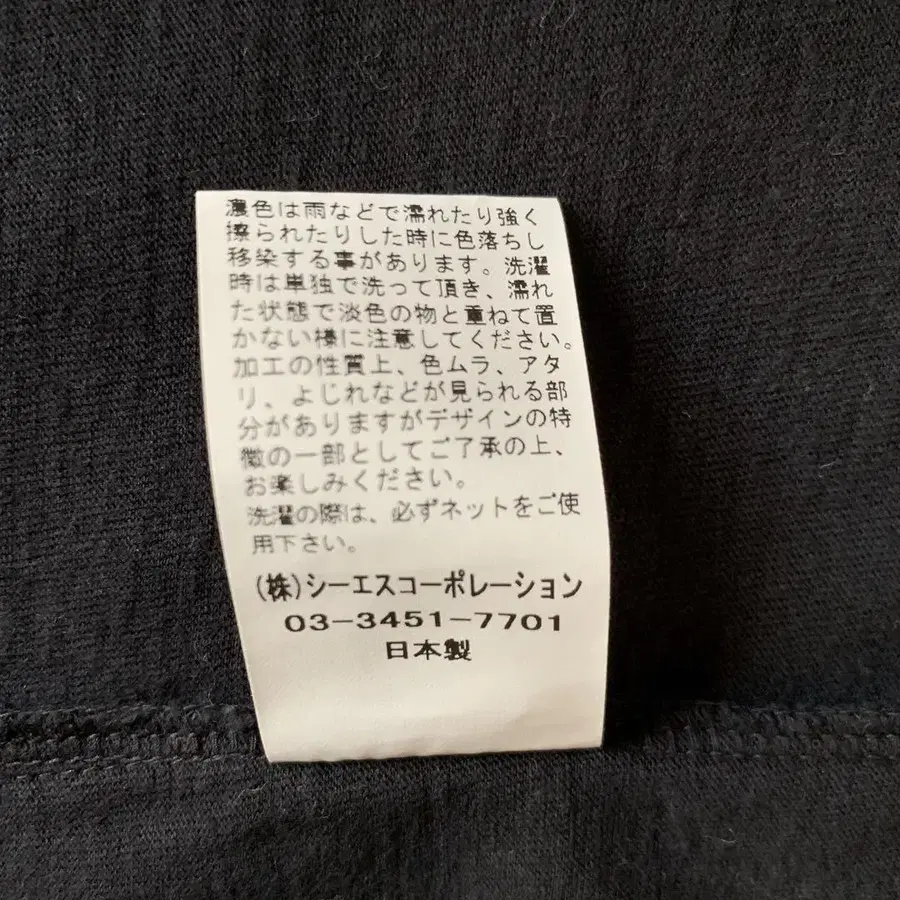 濃色は雨などで濡れたり強く
擦られたりした時に色落ちし
移染する事があります。洗濯
時は単独で洗って頂き、濡れ
た状態で淡色の物と重ねて置
かない様に注意してください。
加工の性質上、色ムラ、アタ
リ、よじれなどが見られる部
分がありますがデザインの特
徴の一部としてご了承の上、
お楽しみください。
洗濯の際は、必ずネットをご使
用下さい。
(株)シーエスコーポレーション
03-3451-7701
日本製